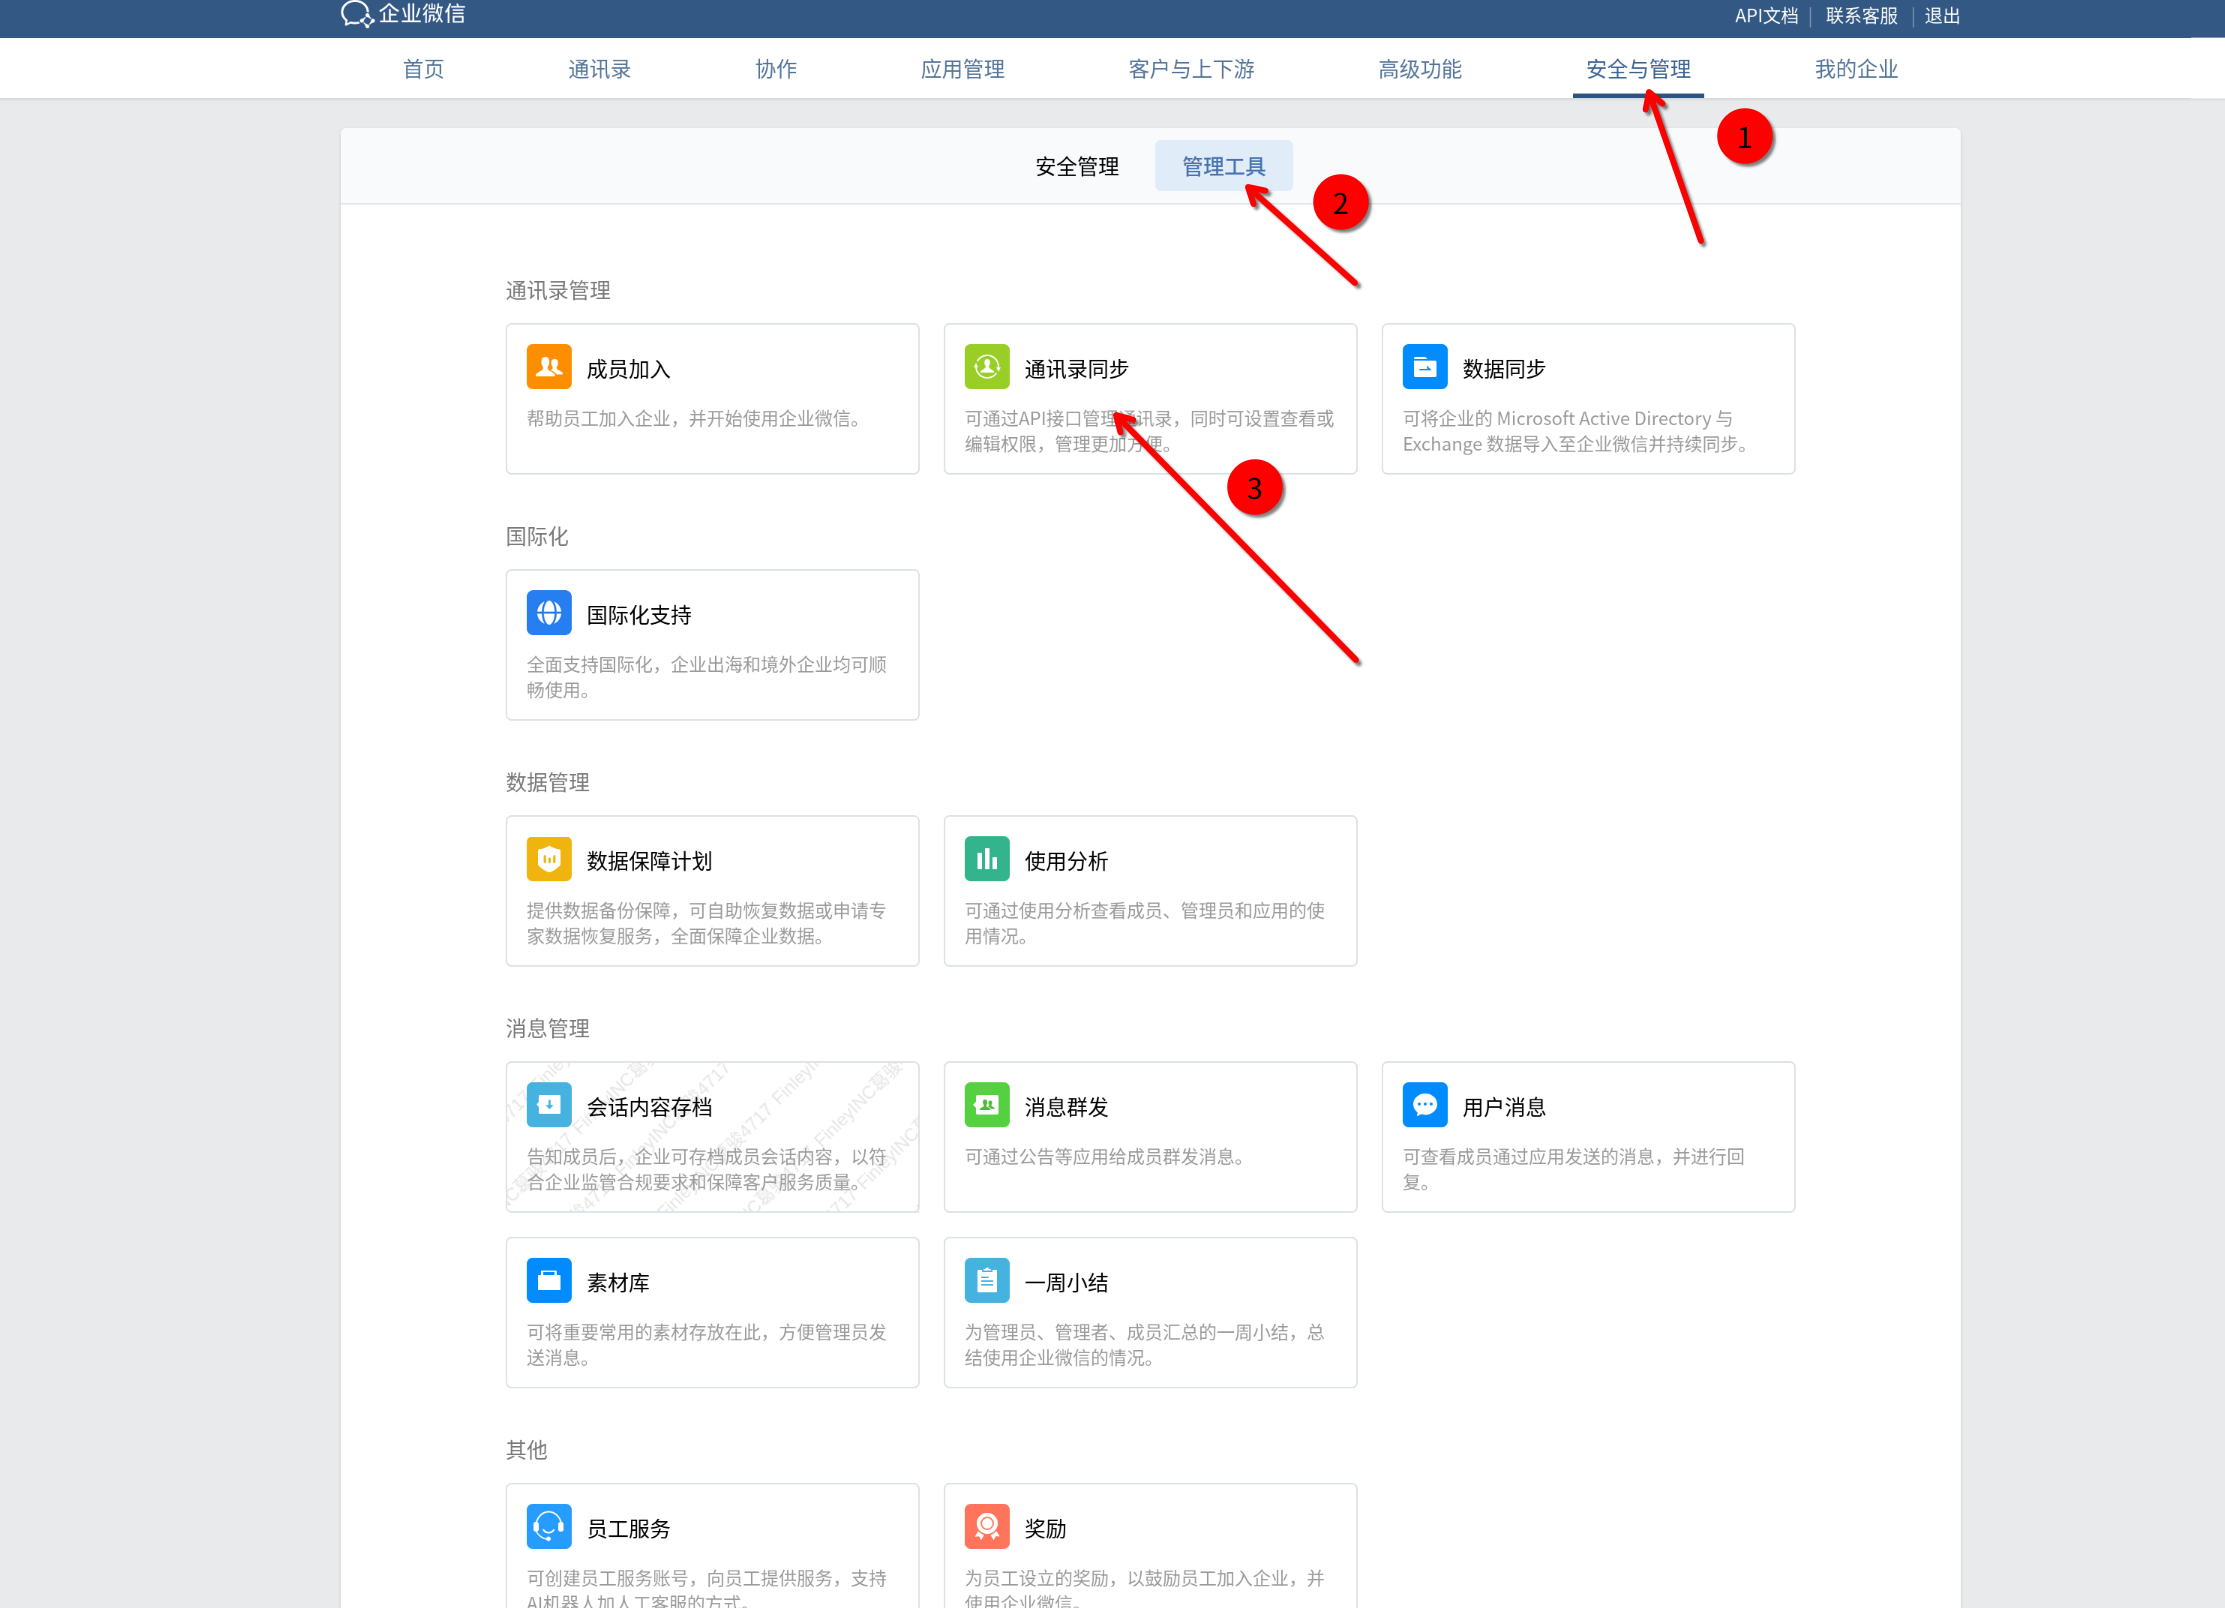 企业微信
API文档
联系客服
退出
首页
通讯录
协作
应用管理
客户与上下游
高级功能
安全与管理
我的企业
1
安全管理
管理工具
2
通讯录管理
成员加入
帮助员工加入企业，并开始使用企业微信。
通讯录同步
可通过API接口管理通讯录，同时可设置查看或
编辑权限，管理更加方便。
数据同步
可将企业的 Microsoft Active Directory 与
Exchange 数据导入至企业微信并持续同步。
3
国际化
国际化支持
全面支持国际化，企业出海和境外企业均可顺
畅使用。
数据管理
数据保障计划
提供数据备份保障，可自助恢复数据或申请专
家数据恢复服务，全面保障企业数据。
使用分析
可通过使用分析查看成员、管理员和应用的使
用情况。
消息管理
会话内容存档
告知成员后，企业可存档成员会话内容，以符
合企业监管合规要求和保障客户服务质量。
消息群发
可通过公告等应用给成员群发消息。
用户消息
可查看成员通过应用发送的消息，并进行回
复。
素材库
可将重要常用的素材存放在此，方便管理员发
送消息。
一周小结
为管理员、管理者、成员汇总的一周小结，总
结使用企业微信的情况。
其他
员工服务
可创建员工服务账号，向员工提供服务，支持
AI机器人加人工客服的方式。
奖励
为员工设立的奖励，以鼓励员工加入企业，并
使用企业微信。